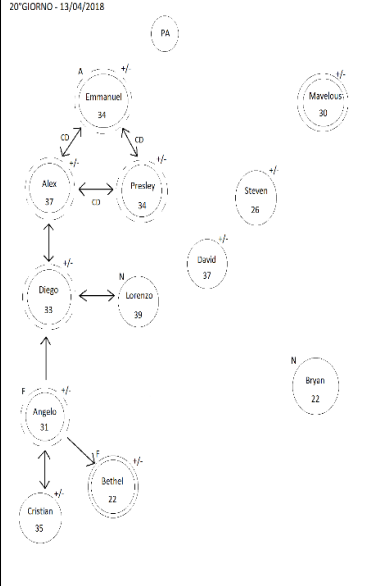 20°GIORNO - 13/04/2018
PA
A +/-
Emmanuel
34
+/-
Mavelous
30
CD
CD
+/-
Alex
37
CD
+/-
Presley
34
+/-
Steven
26
+/-
David
37
+/-
Diego
33
N
Lorenzo
39
N
Bryan
22
F +/-
Angelo
31
F +/-
Bethel
22
+/-
Cristian
35